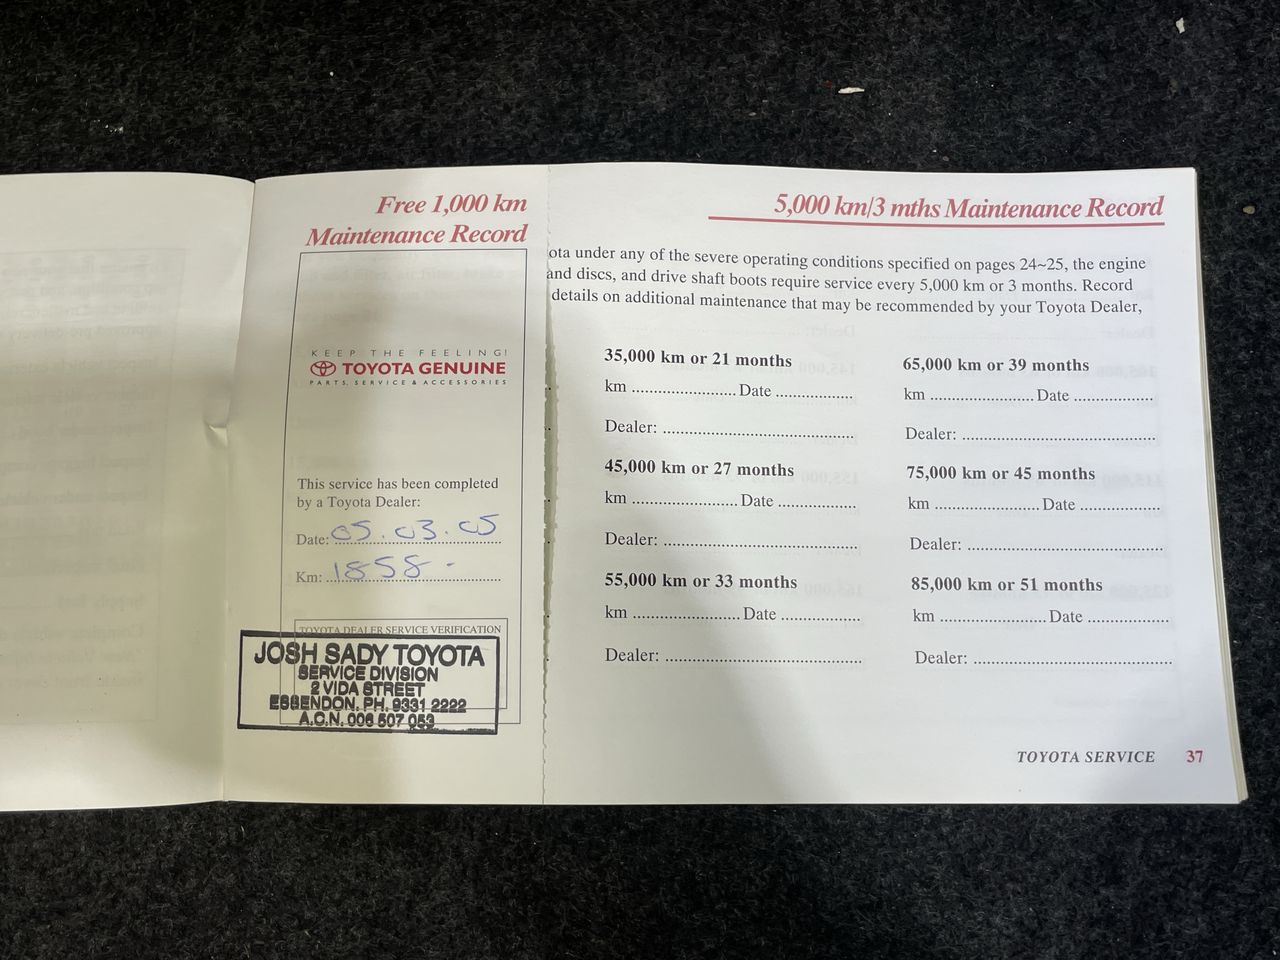 Free 1,000 km
Maintenance Record
KEEP THE FEELING!
TOYOTA GENUINE
PARTS, SERVICE & ACCESSORIES
This service has been completed
by a Toyota Dealer:
Date: 05.03.05
Km: 1858.
TOYOTA DEALER SERVICE VERIFICATION
JOSH SADY TOYOTA
SERVICE DIVISION
2 VIDA STREET
ESSENDON. PH. 9331 2222
A.C.N. 006 507 053
5,000 km/3 mths Maintenance Record
ota under any of the severe operating conditions specified on pages 24~25, the engine
and discs, and drive shaft boots require service every 5,000 km or 3 months. Record
details on additional maintenance that may be recommended by your Toyota Dealer,
35,000 km or 21 months
km ........................ Date ..................
Dealer: .............................................
45,000 km or 27 months
km ........................ Date ..................
Dealer: .............................................
55,000 km or 33 months
km ........................ Date ..................
Dealer: .............................................
65,000 km or 39 months
km ........................ Date ..................
Dealer: .............................................
75,000 km or 45 months
km ........................ Date ..................
Dealer: .............................................
85,000 km or 51 months
km ........................ Date ..................
Dealer: .............................................
TOYOTA SERVICE 37